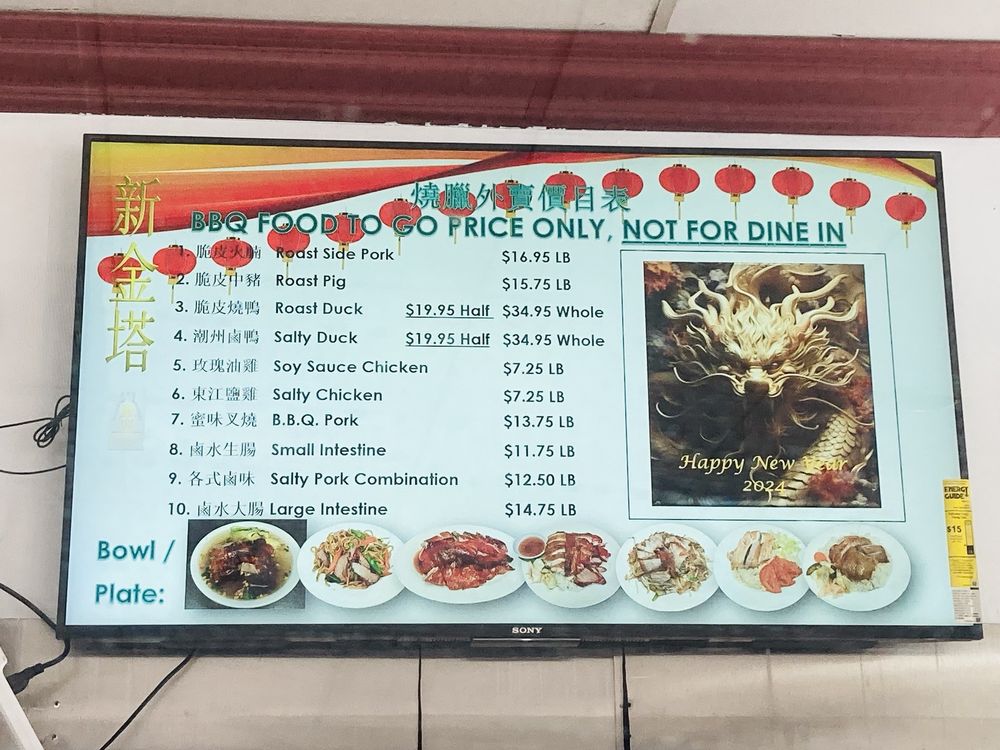 新金塔
燒臘外賣價目表
BBQ FOOD TO GO PRICE ONLY, NOT FOR DINE IN
1. 脆皮火腩 Roast Side Pork $16.95 LB
2. 脆皮中豬 Roast Pig $15.75 LB
3. 脆皮燒鴨 Roast Duck $19.95 Half $34.95 Whole
4. 潮州鹵鴨 Salty Duck $19.95 Half $34.95 Whole
5. 玫瑰油雞 Soy Sauce Chicken $7.25 LB
6. 東江鹽雞 Salty Chicken $7.25 LB
7. 蜜味叉燒 B.B.Q. Pork $13.75 LB
8. 鹵水生腸 Small Intestine $11.75 LB
9. 各式鹵味 Salty Pork Combination $12.50 LB
10. 鹵水大腸 Large Intestine $14.75 LB
Happy New Year
2024
Bowl /
Plate:
SONY
ENERGY
GUIDE
$15